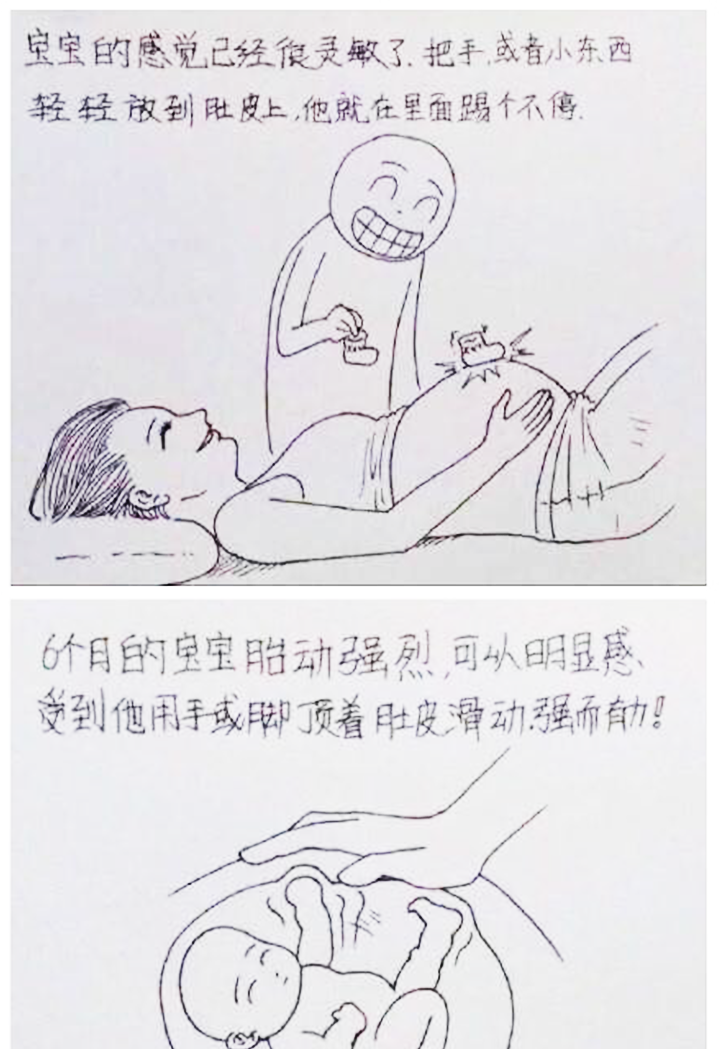 宝宝的感觉已经很灵敏了.把手,或者小东西
轻轻放到肚皮上,他就在里面踢个不停.
6个月的宝宝胎动强烈,可以明显感
受到他用手或脚顶着肚皮滑动.强而有力!